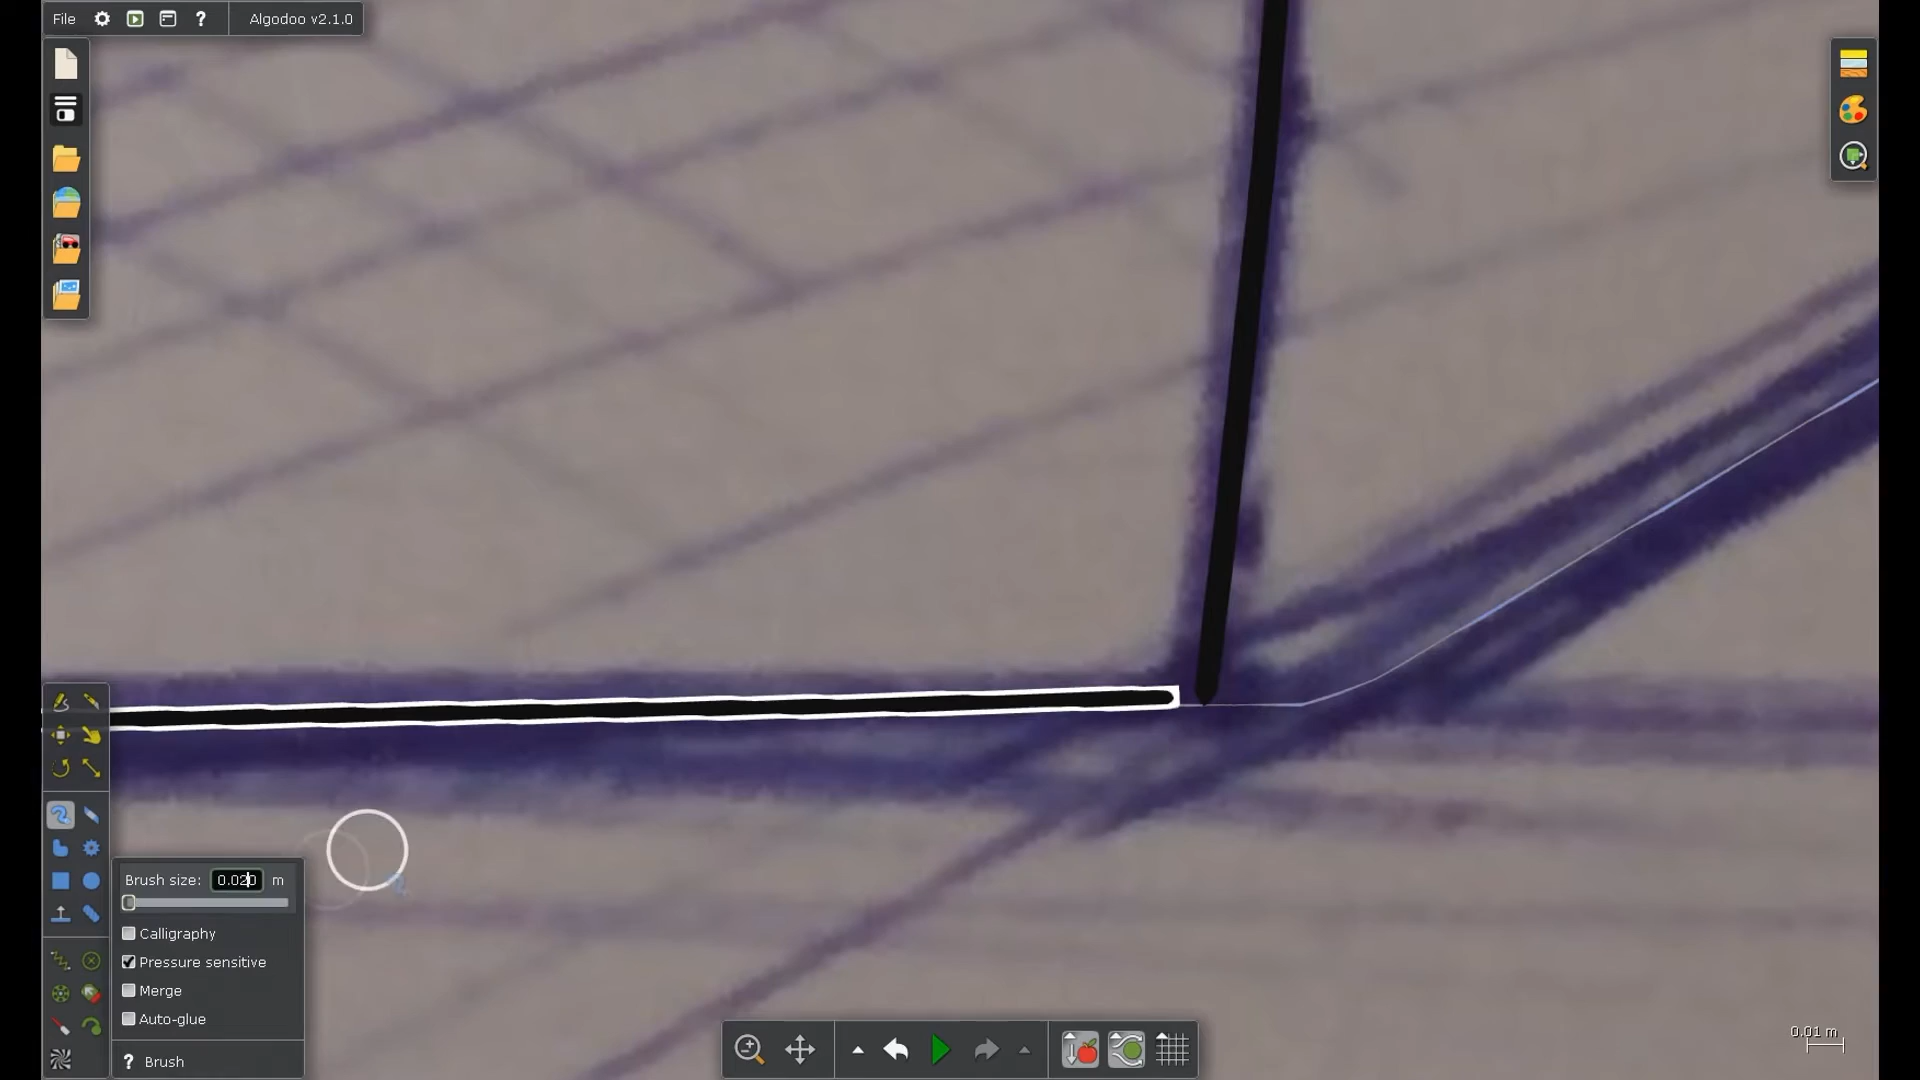 File ? Algodoo v2.1.0
Brush size: 0.020 m
Calligraphy
Pressure sensitive
Merge
Auto-glue
? Brush
0.01 m